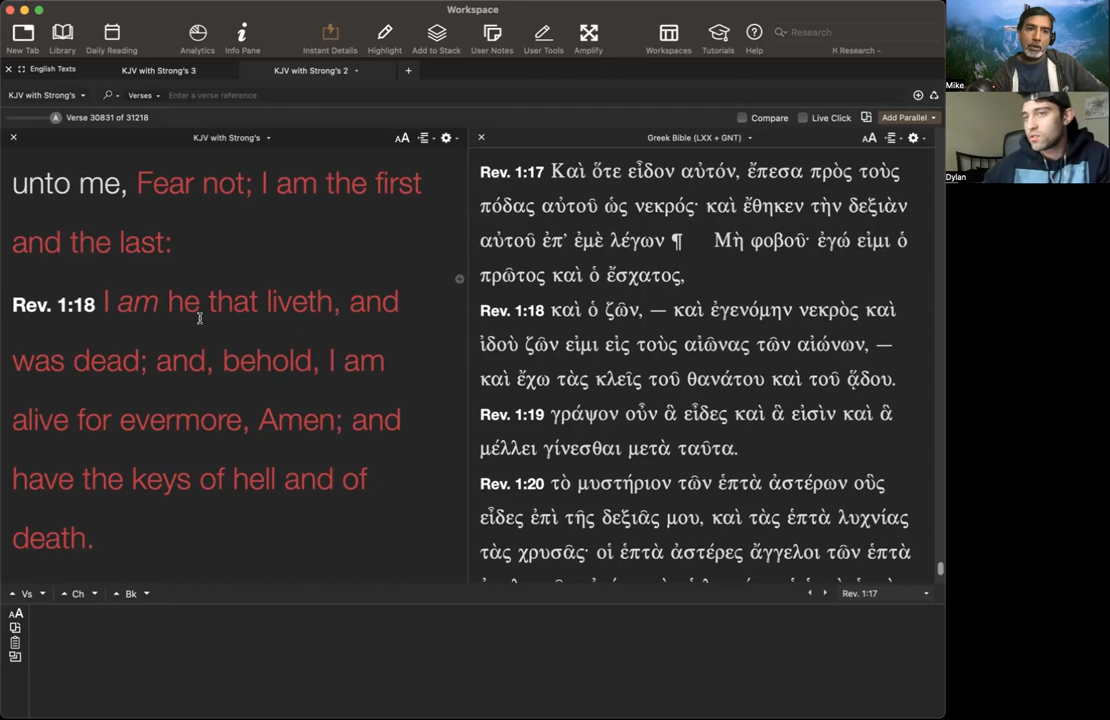 Workspace
New Tab
Library
Daily Reading
Analytics
Info Pane
Instant Details
Highlight
Add to Stack
User Notes
User Tools
Amplify
Workspaces
Tutorials
Help
Research
Research
English Texts
KJV with Strong's 3
KJV with Strong's 2
KJV with Strong's
Verses
Enter a verse reference
A Verse 30831 of 31218
Compare
Live Click
Add Parallel
KJV with Strong's
AA
unto me, Fear not; I am the first
and the last:
Rev. 1:18 I am he that liveth, and
was dead; and, behold, I am
alive for evermore, Amen; and
have the keys of hell and of
death.
Greek Bible (LXX + GNT)
AA
Rev. 1:17 Καὶ ὅτε εἶδον αὐτόν, ἔπεσα πρὸς τοὺς
πόδας αὐτοῦ ὡς νεκρός· καὶ ἔθηκεν τὴν δεξιὰν
αὐτοῦ ἐπ’ ἐμὲ λέγων ¶ Μὴ φοβοῦ· ἐγώ εἰμι ὁ
πρῶτος καὶ ὁ ἔσχατος,
Rev. 1:18 καὶ ὁ ζῶν, — καὶ ἐγενόμην νεκρὸς καὶ
ἰδοὺ ζῶν εἰμι εἰς τοὺς αἰῶνας τῶν αἰώνων, —
καὶ ἔχω τὰς κλεῖς τοῦ θανάτου καὶ τοῦ ᾅδου.
Rev. 1:19 γράψον οὖν ἃ εἶδες καὶ ἃ εἰσὶν καὶ ἃ
μέλλει γίνεσθαι μετὰ ταῦτα.
Rev. 1:20 τὸ μυστήριον τῶν ἑπτὰ ἀστέρων οὓς
εἶδες ἐπὶ τῆς δεξιᾶς μου, καὶ τὰς ἑπτὰ λυχνίας
τὰς χρυσᾶς· οἱ ἑπτὰ ἀστέρες ἄγγελοι τῶν ἑπτὰ
Vs
Ch
Bk
Rev. 1:17
AA
Mike
Dylan